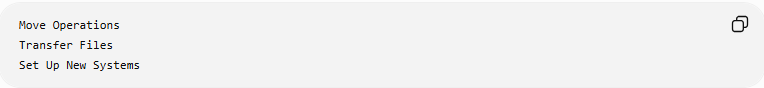 Move Operations
Transfer Files
Set Up New Systems